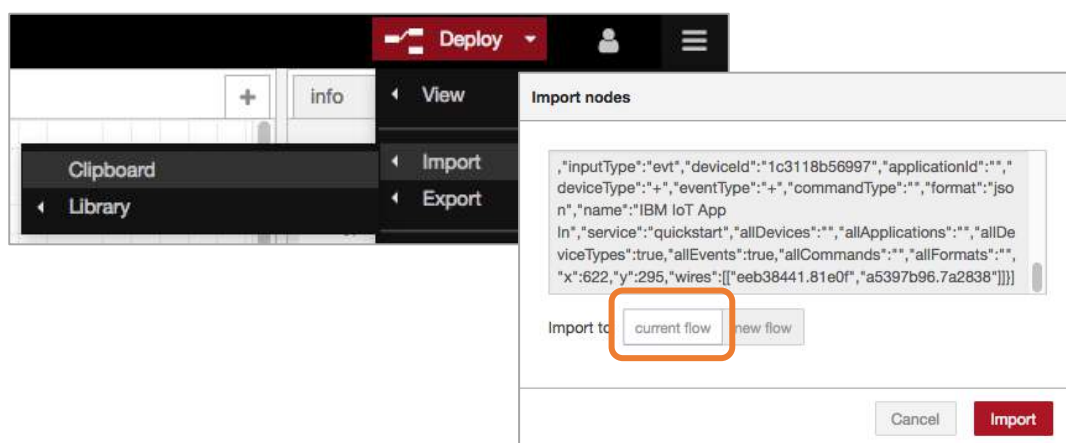 Deploy
+
info
View
Import
Export
Clipboard
Library
Import nodes
,"inputType":"evt","deviceId":"1c3118b56997","applicationId":"","
deviceType":"+","eventType":"+","commandType":"","format":"jso
n","name":"IBM IoT App
In","service":"quickstart","allDevices":"","allApplications":"","allDe
viceTypes":true,"allEvents":true,"allCommands":"","allFormats":"",
"x":622,"y":295,"wires":[["eeb38441.81e0f","a5397b96.7a2838"]]}]
Import to current flow new flow
Cancel Import